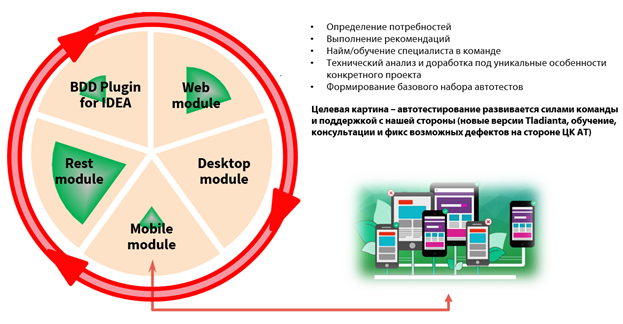 BDD Plugin
for IDEA
Web
module
Rest
module
Desktop
module
Mobile
module
• Определение потребностей
• Выполнение рекомендаций
• Найм/обучение специалиста в команде
• Технический анализ и доработка под уникальные особенности
конкретного проекта
• Формирование базового набора автотестов
Целевая картина – автотестирование развивается силами команды
и поддержкой с нашей стороны (новые версии Tladianta, обучение,
консультации и фикс возможных дефектов на стороне ЦК АТ)